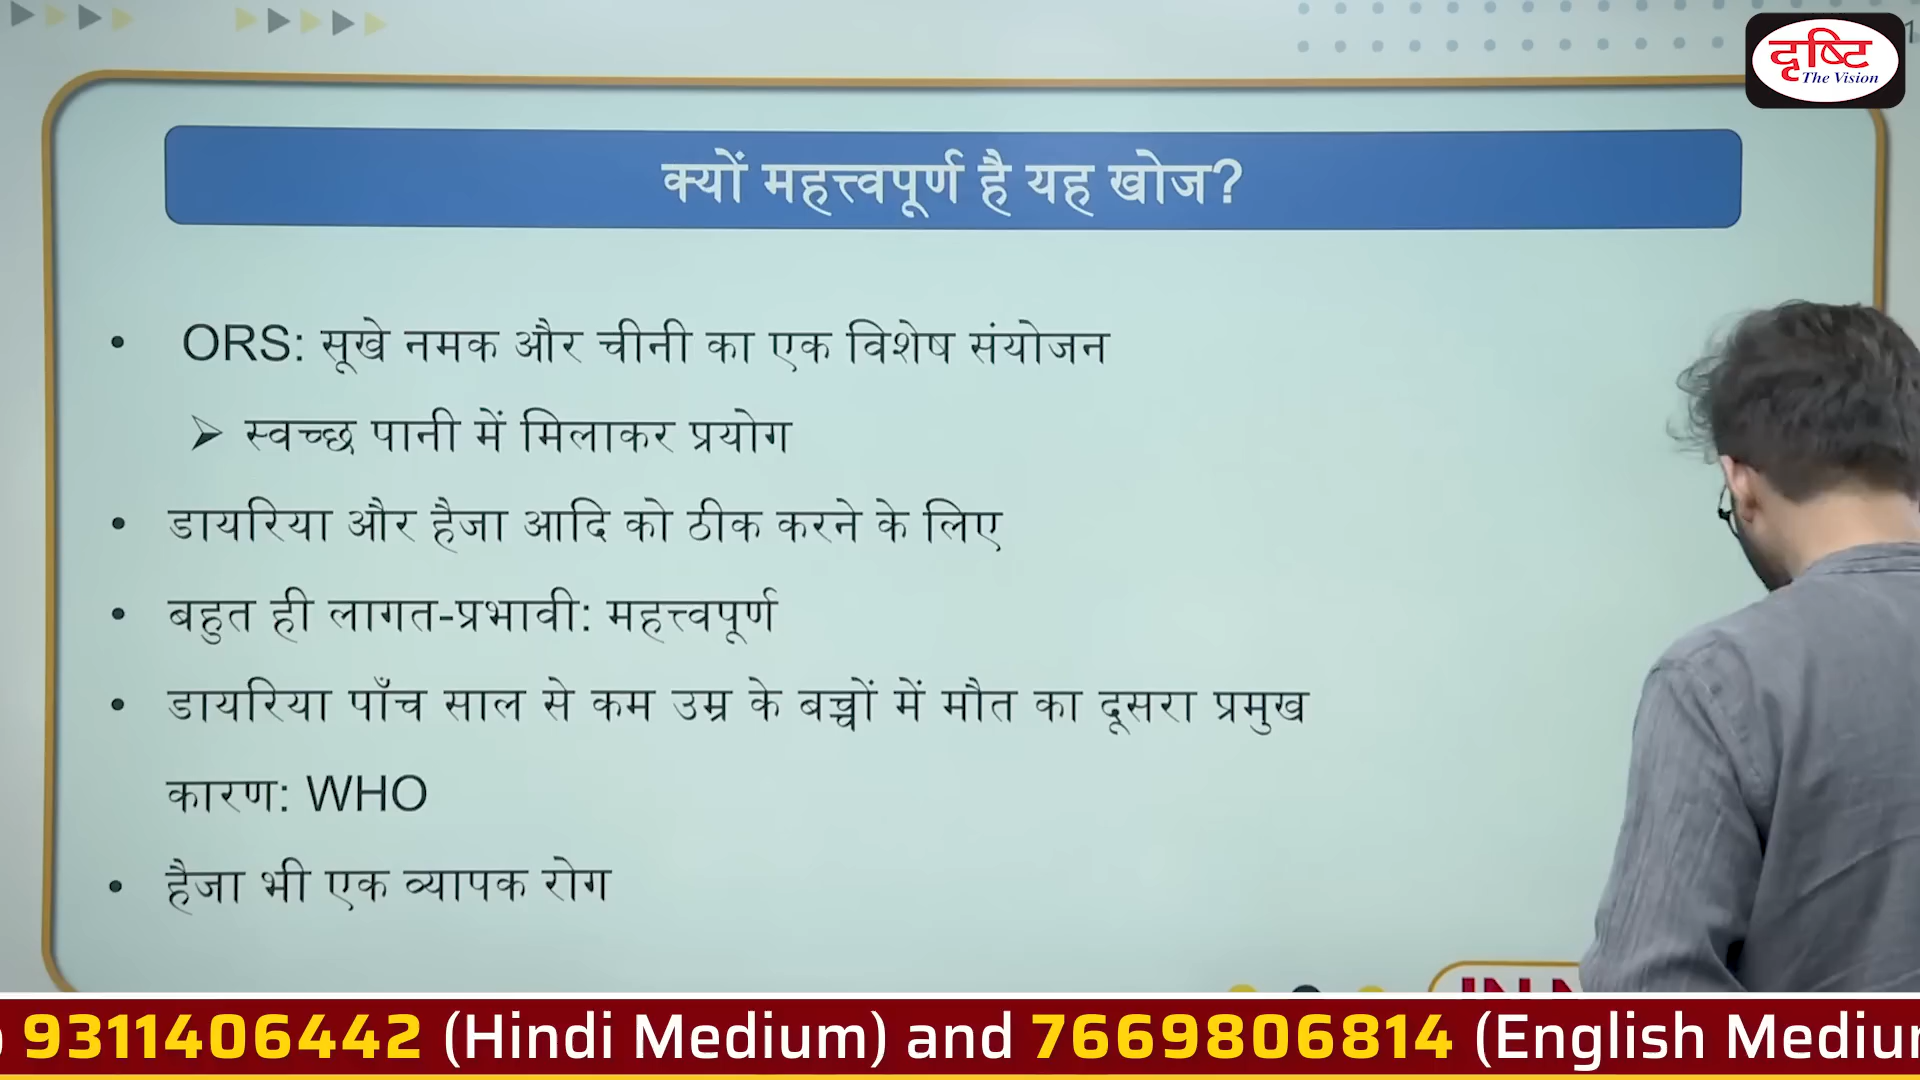 दृष्टि
The Vision
क्यों महत्त्वपूर्ण है यह खोज?
• ORS: सूखे नमक और चीनी का एक विशेष संयोजन
➢ स्वच्छ पानी में मिलाकर प्रयोग
• डायरिया और हैजा आदि को ठीक करने के लिए
• बहुत ही लागत-प्रभावी: महत्त्वपूर्ण
• डायरिया पाँच साल से कम उम्र के बच्चों में मौत का दूसरा प्रमुख
कारण: WHO
• हैजा भी एक व्यापक रोग
9311406442 (Hindi Medium) and 7669806814 (English